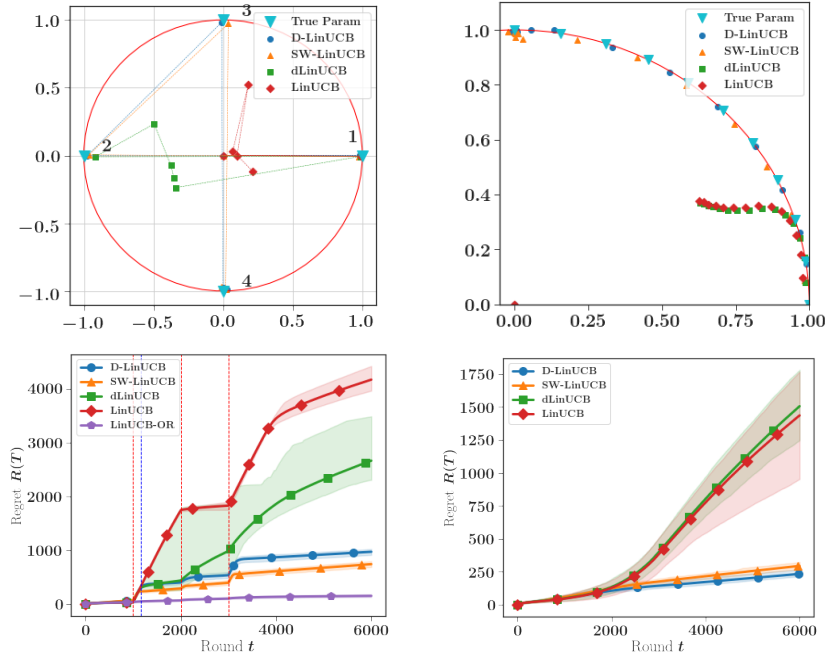 3
True Param
D-LinUCB
SW-LinUCB
dLinUCB
LinUCB
2
1
4
1.0
0.5
0.0
−0.5
−1.0
−1.0
−0.5
0.0
0.5
1.0
True Param
D-LinUCB
SW-LinUCB
dLinUCB
LinUCB
1.0
0.8
0.6
0.4
0.2
0.0
0.00
0.25
0.50
0.75
1.00
D-LinUCB
SW-LinUCB
dLinUCB
LinUCB
LinUCB-OR
Regret R(T)
4000
3000
2000
1000
0
0
2000
4000
6000
Round t
D-LinUCB
SW-LinUCB
dLinUCB
LinUCB
Regret R(T)
1750
1500
1250
1000
750
500
250
0
0
2000
4000
6000
Round t